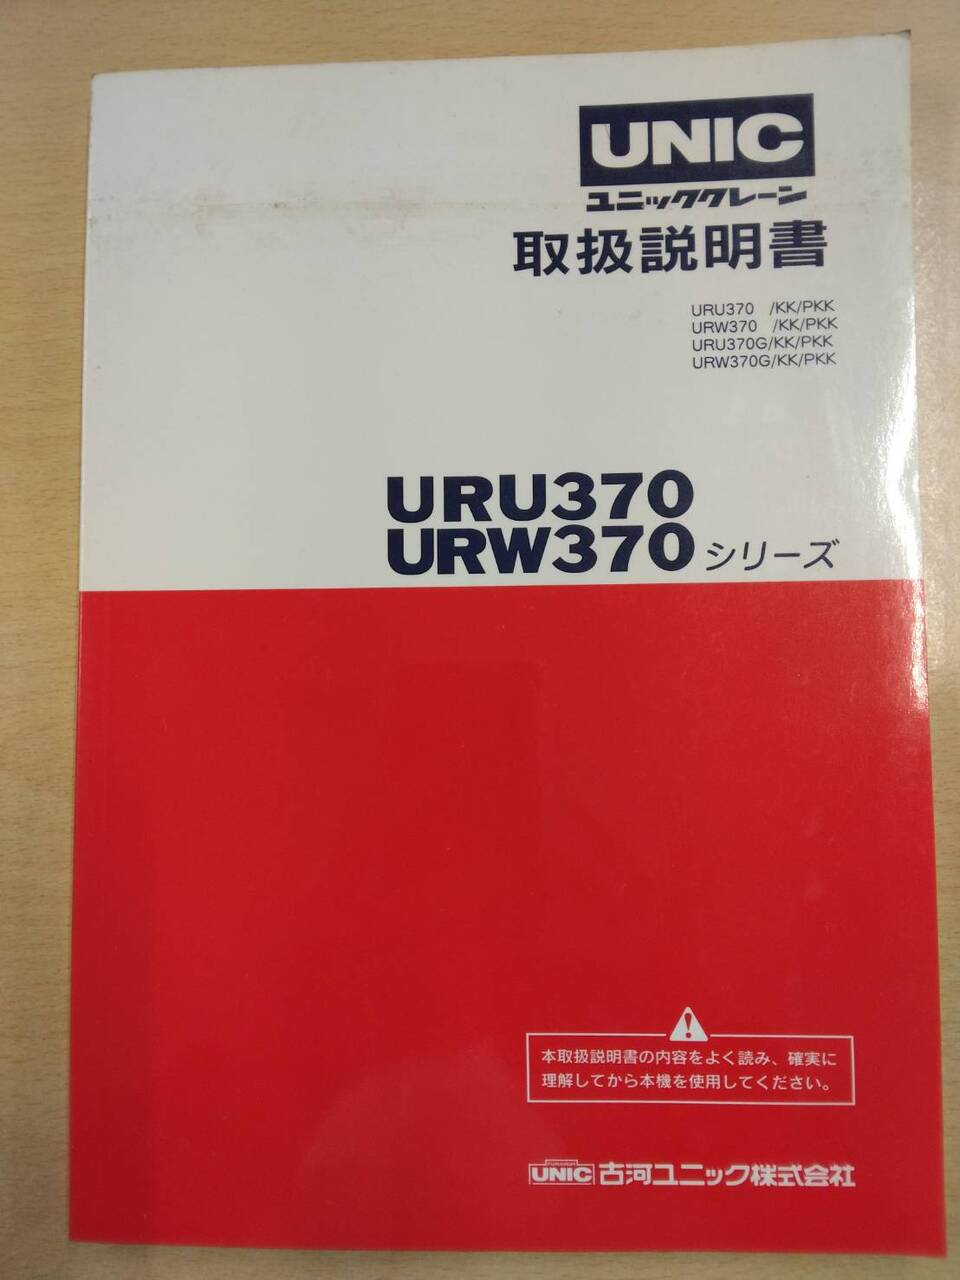 UNIC
ユニッククレーン
取扱説明書
URU370 /KK/PKK
URW370 /KK/PKK
URU370G/KK/PKK
URW370G/KK/PKK
URU370
URW370 シリーズ
本取扱説明書の内容をよく読み、確実に
理解してから本機を使用してください。
UNIC 古河ユニック株式会社